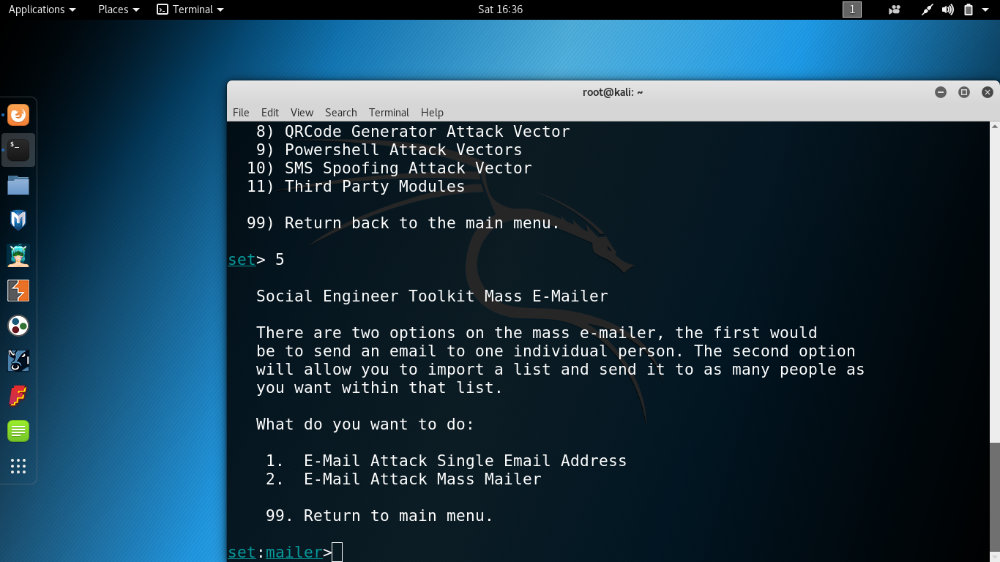 Applications Places Terminal Sat 16:36 1
root@kali: ~
File Edit View Search Terminal Help
8) QRCode Generator Attack Vector
9) Powershell Attack Vectors
10) SMS Spoofing Attack Vector
11) Third Party Modules
99) Return back to the main menu.
set> 5
Social Engineer Toolkit Mass E-Mailer
There are two options on the mass e-mailer, the first would
be to send an email to one individual person. The second option
will allow you to import a list and send it to as many people as
you want within that list.
What do you want to do:
1. E-Mail Attack Single Email Address
2. E-Mail Attack Mass Mailer
99. Return to main menu.
set:mailer>